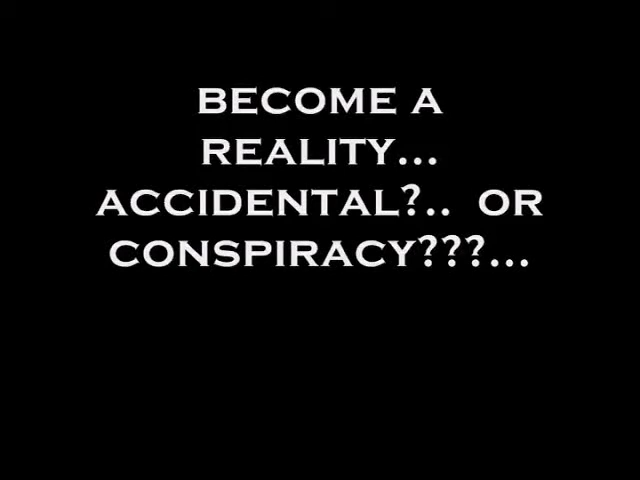 BECOME A
REALITY...
ACCIDENTAL?.. OR
CONSPIRACY???...